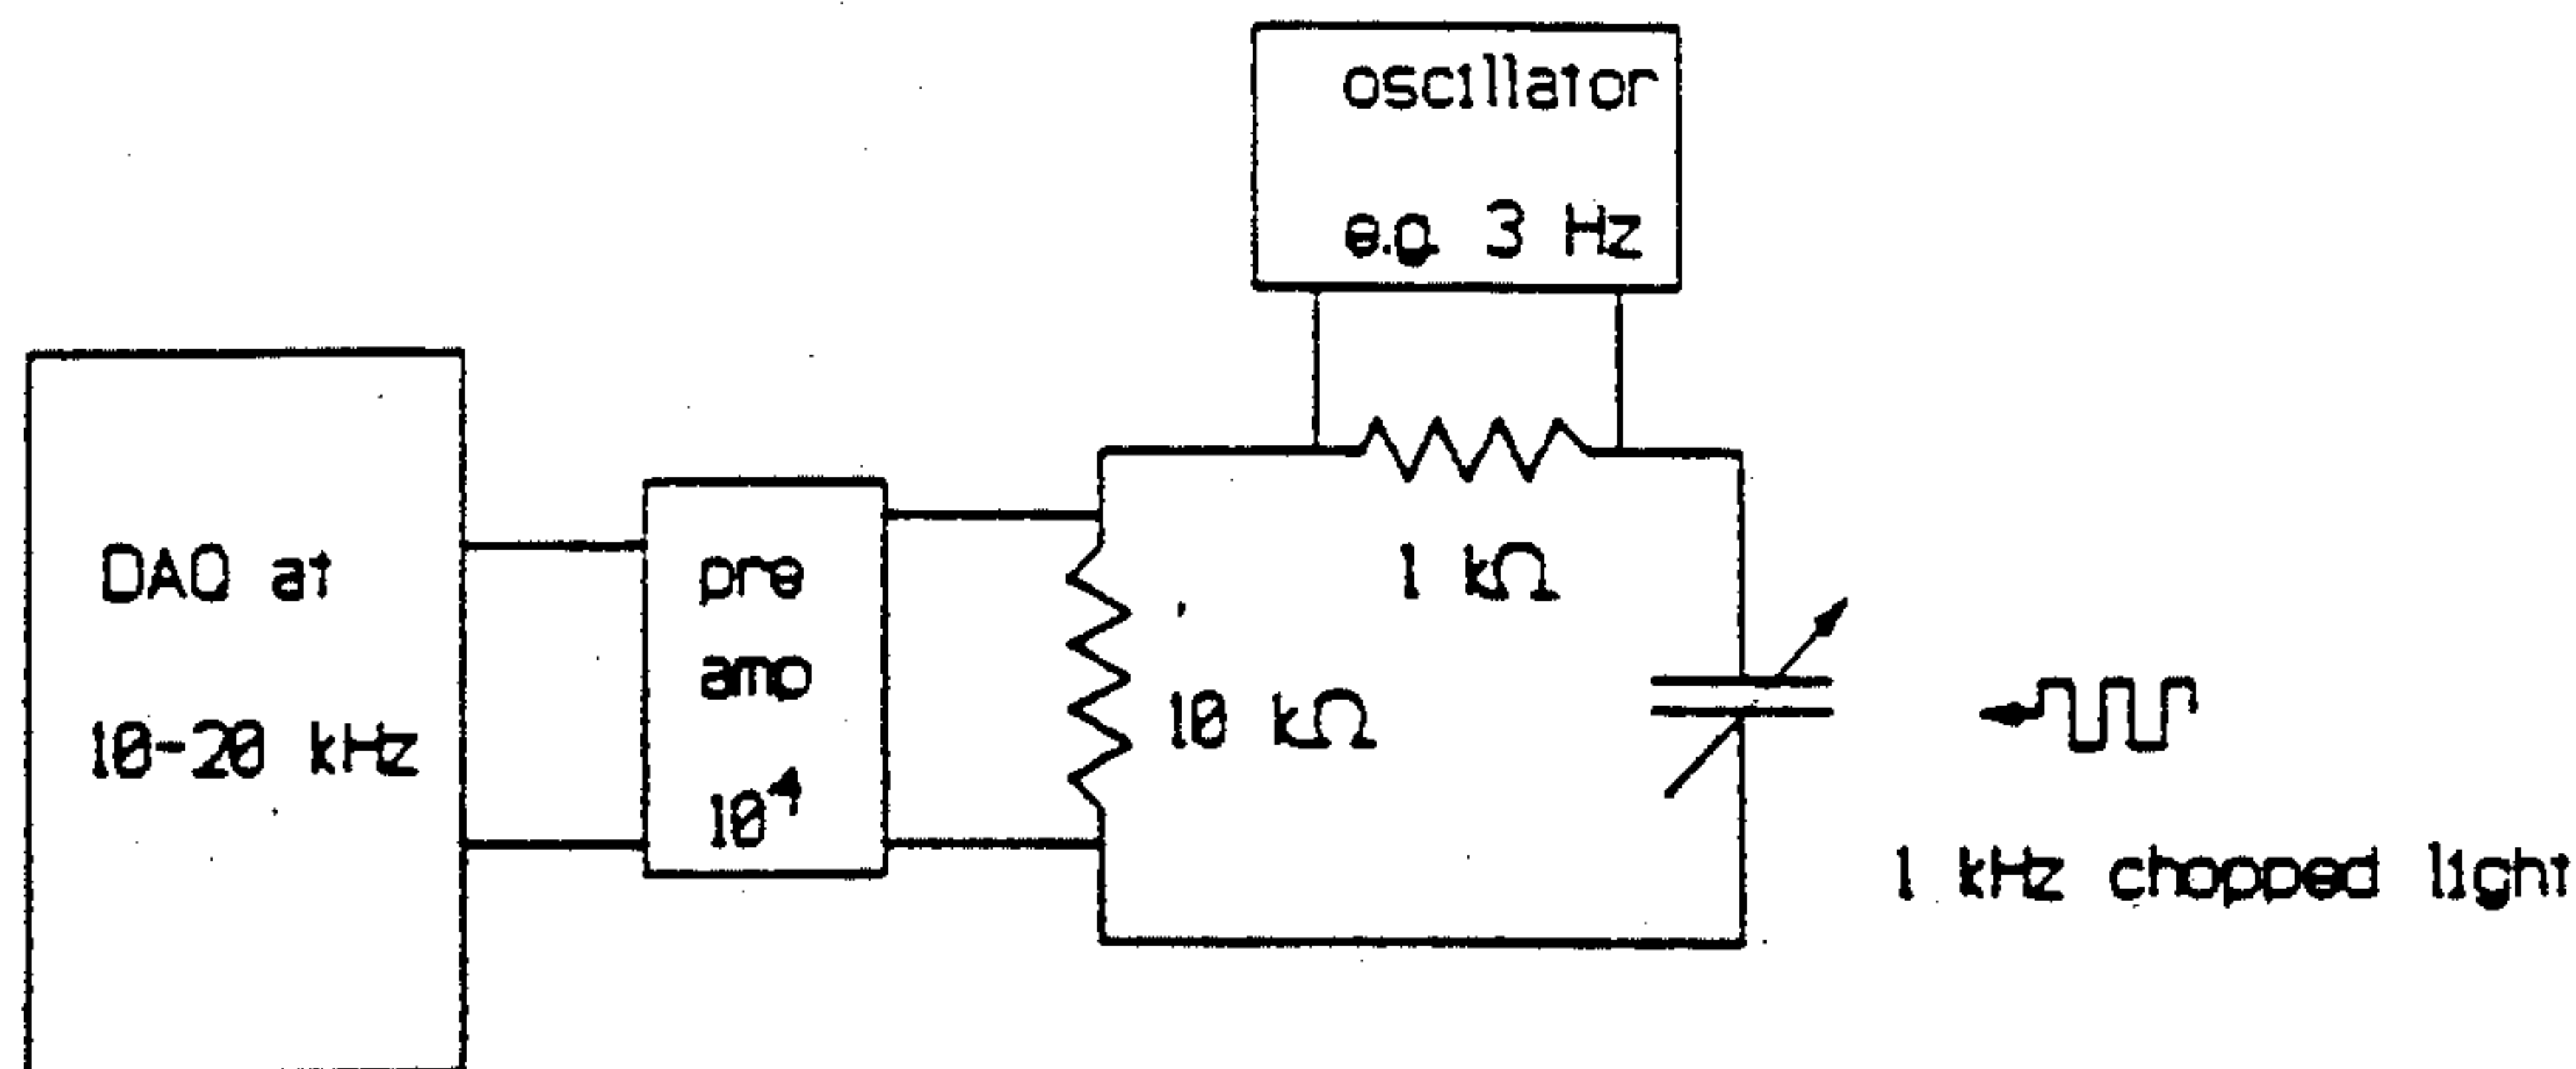 oscillator
e.g. 3 Hz
DAQ at
10-20 kHz
pre
amp
10⁴
10 kΩ
1 kΩ
1 kHz chopped light